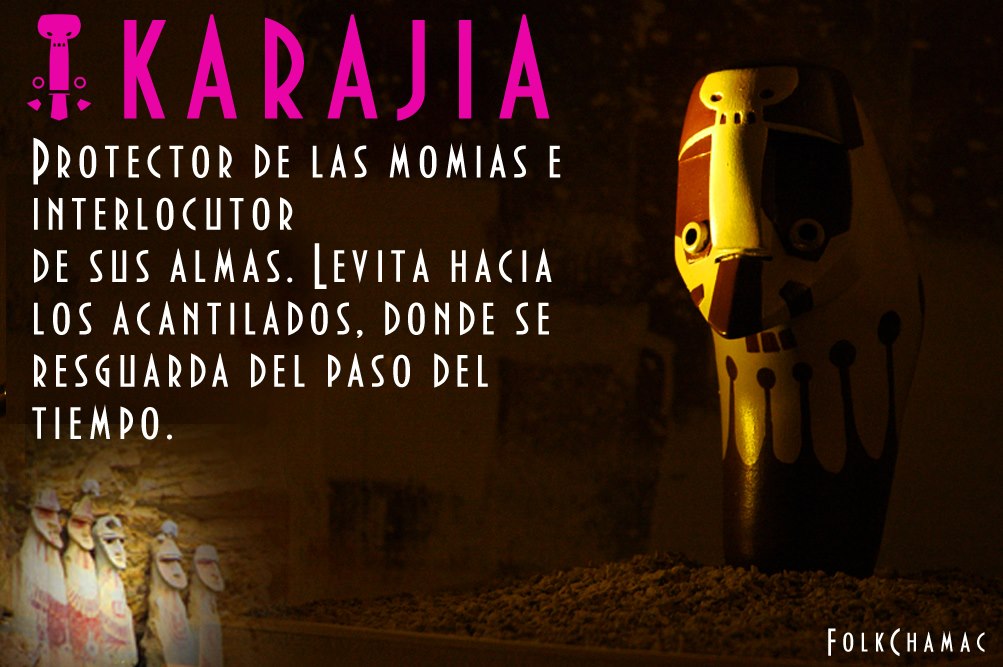 KARAJIA
PROTECTOR DE LAS MOMIAS E
INTERLOCUTOR
DE SUS ALMAS. LEVITA HACIA
LOS ACANTILADOS, DONDE SE
RESGUARDA DEL PASO DEL
TIEMPO.
FOLKCHAMAC